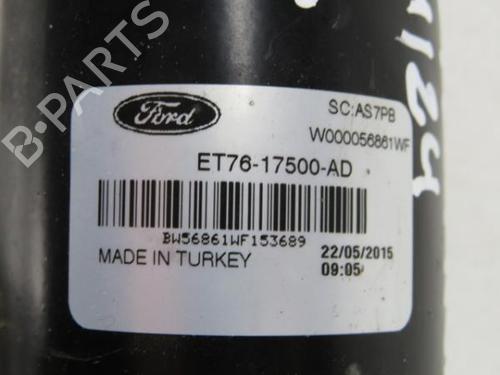 Ford
SC:AS7PB
W000056861WF
ET76-17500-AD
BW56861WF153689
MADE IN TURKEY
22/05/2015
09:05
B-PARTS